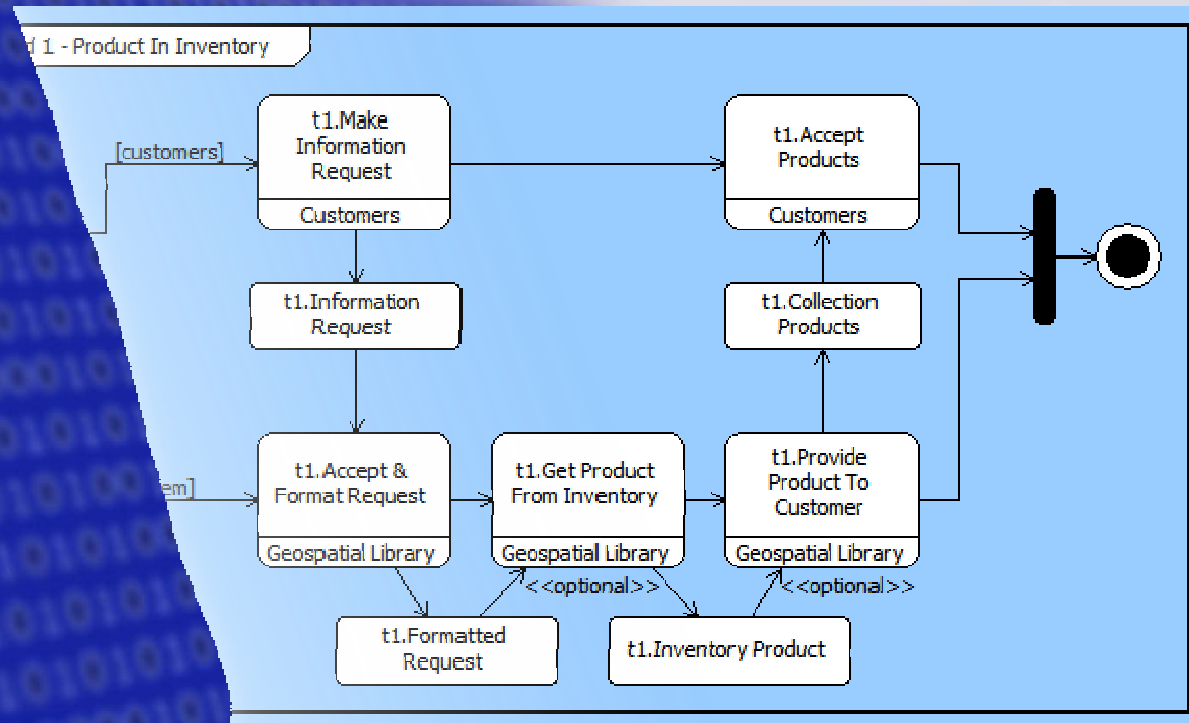 1 - Product In Inventory
[customers]
t1.Make
Information
Request
Customers
t1.Accept
Products
Customers
t1.Information
Request
t1.Collection
Products
t1.Accept &
Format Request
Geospatial Library
t1.Get Product
From Inventory
Geospatial Library
t1.Provide
Product To
Customer
Geospatial Library
<<optional>>
<<optional>>
t1.Formatted
Request
t1.Inventory Product